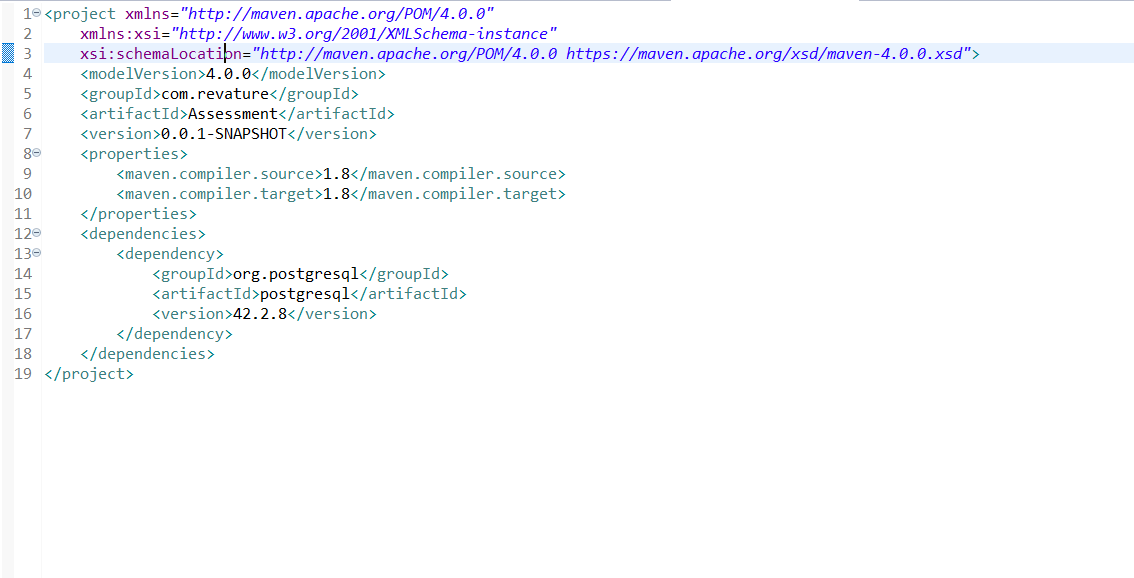 1 <project xmlns="http://maven.apache.org/POM/4.0.0"
2 xmlns:xsi="http://www.w3.org/2001/XMLSchema-instance"
3 xsi:schemaLocation="http://maven.apache.org/POM/4.0.0 https://maven.apache.org/xsd/maven-4.0.0.xsd">
4 <modelVersion>4.0.0</modelVersion>
5 <groupId>com.revature</groupId>
6 <artifactId>Assessment</artifactId>
7 <version>0.0.1-SNAPSHOT</version>
8 <properties>
9 <maven.compiler.source>1.8</maven.compiler.source>
10 <maven.compiler.target>1.8</maven.compiler.target>
11 </properties>
12 <dependencies>
13 <dependency>
14 <groupId>org.postgresql</groupId>
15 <artifactId>postgresql</artifactId>
16 <version>42.2.8</version>
17 </dependency>
18 </dependencies>
19 </project>